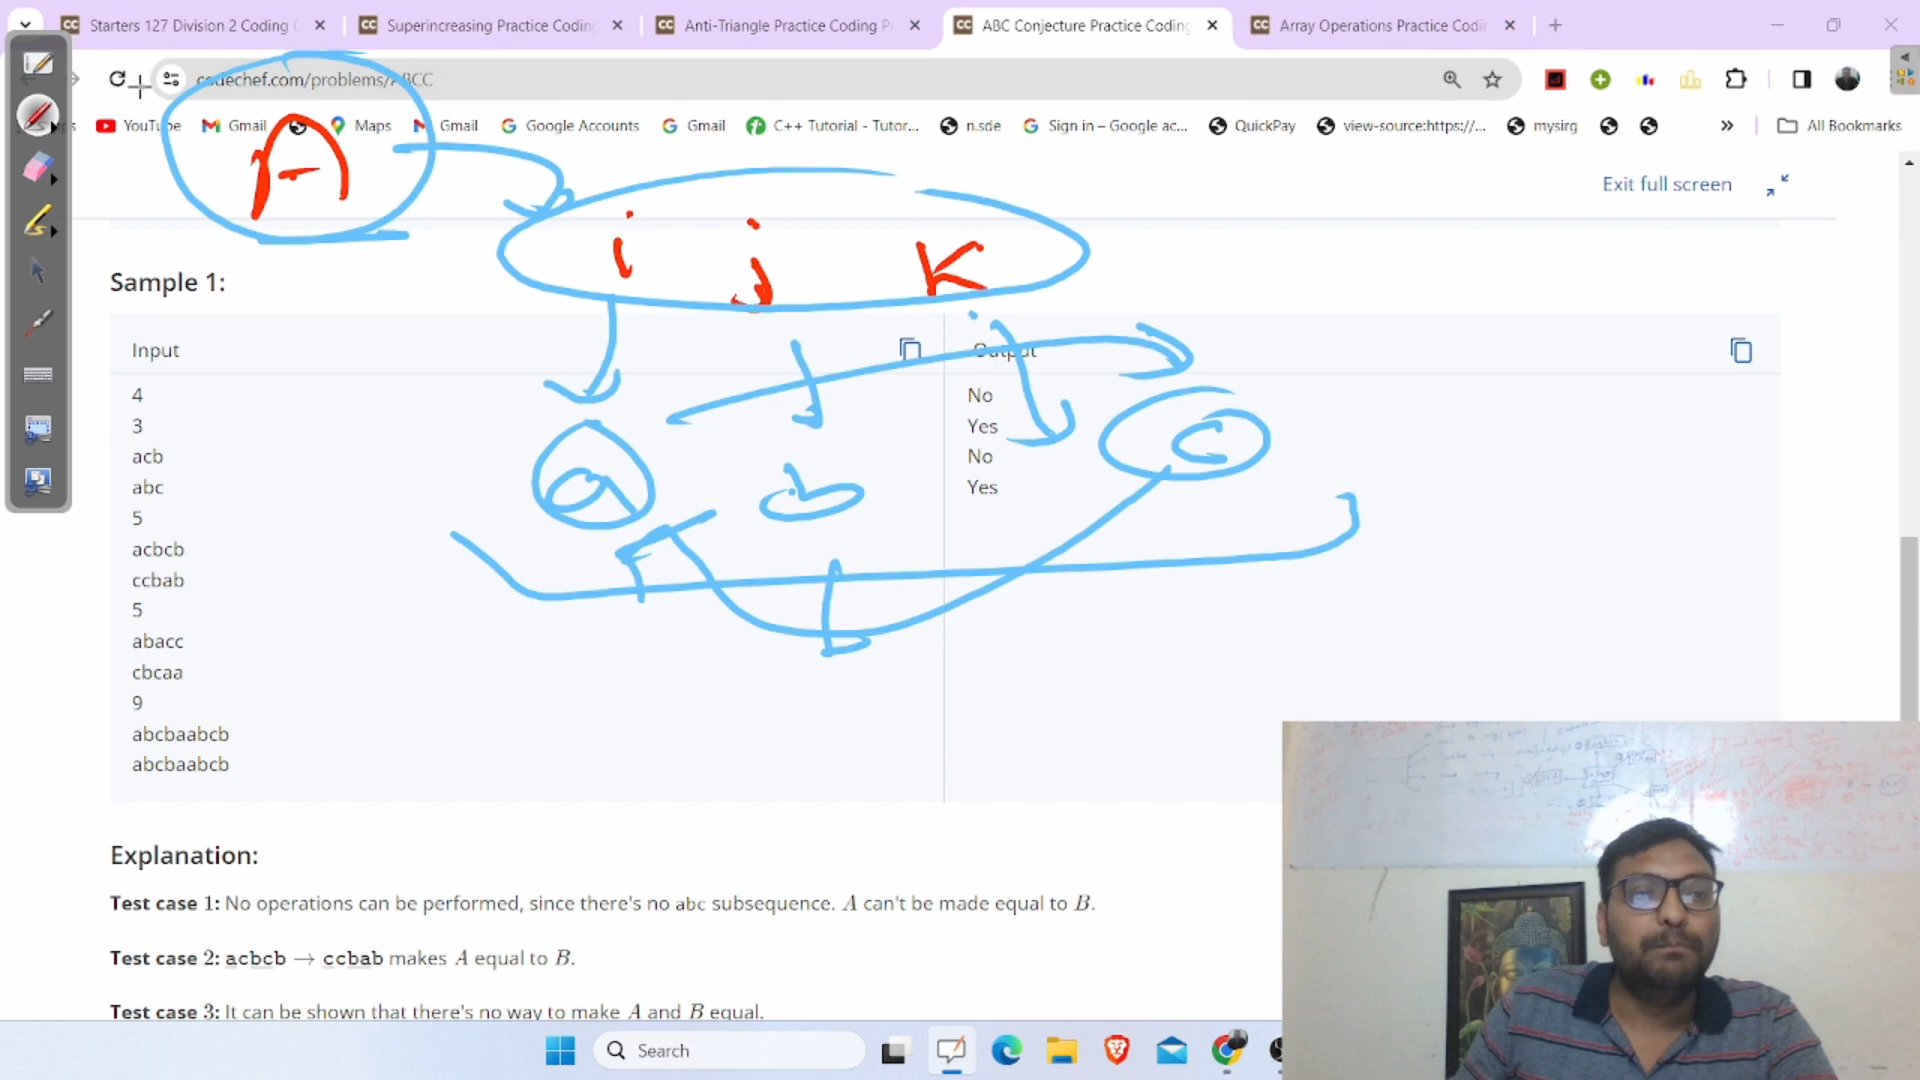 Starters 127 Division 2 Coding
Superincreasing Practice Coding
Anti-Triangle Practice Coding P
ABC Conjecture Practice Coding
Array Operations Practice Codin
codechef.com/problems/ABCC
YouTube
Gmail
Maps
Gmail
Google Accounts
Gmail
C++ Tutorial - Tutor...
n.sde
Sign in – Google ac...
QuickPay
view-source:https://...
mysirg
All Bookmarks
A
Exit full screen
i j K
Sample 1:
Input
Output
4
3
acb
abc
5
acbcb
ccbab
5
abacc
cbcaa
9
abcbaabcb
abcbaabcb
No
Yes
No
Yes
a b c
Explanation:
Test case 1: No operations can be performed, since there's no abc subsequence. A can't be made equal to B.
Test case 2: acbcb → ccbab makes A equal to B.
Test case 3: It can be shown that there's no way to make A and B equal.
Search